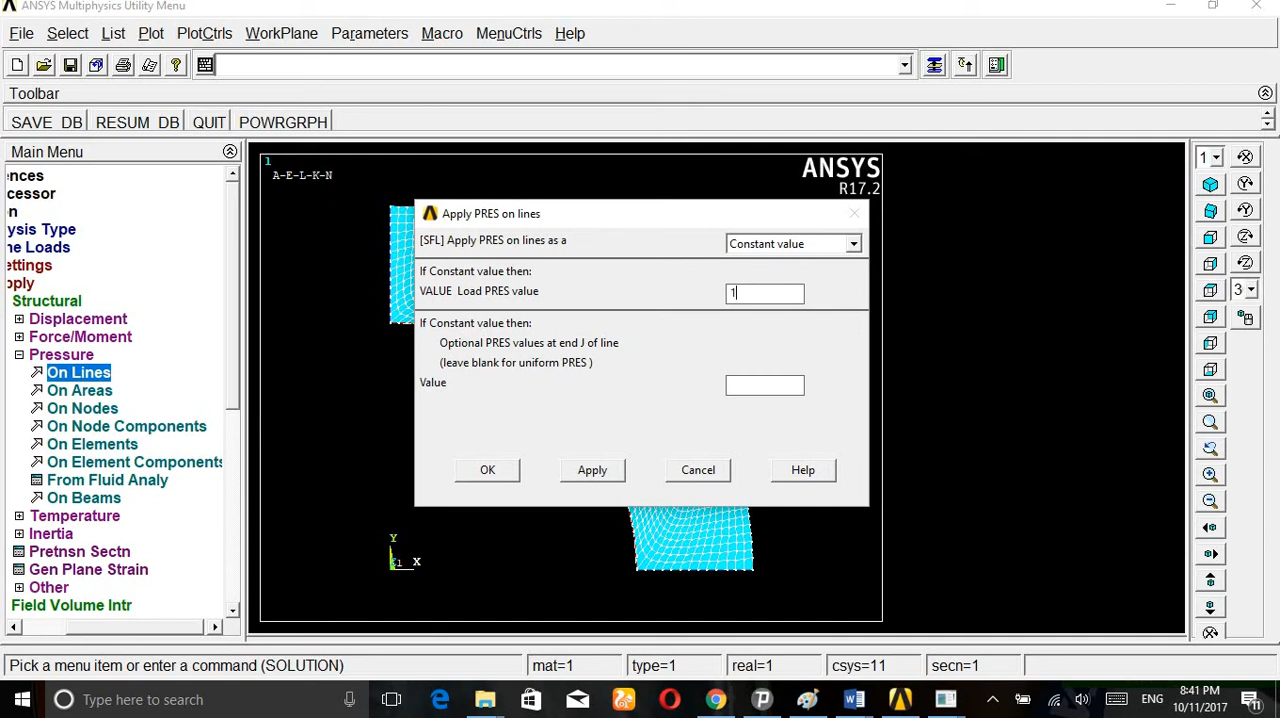 ANSYS Multiphysics Utility Menu
File Select List Plot PlotCtrls WorkPlane Parameters Macro MenuCtrls Help
Toolbar
SAVE_DB RESUM_DB QUIT POWRGRPH
Main Menu
ences
cessor
on
ysis Type
ne Loads
ettings
pply
Structural
Displacement
Force/Moment
Pressure
On Lines
On Areas
On Nodes
On Node Components
On Elements
On Element Components
From Fluid Analy
On Beams
Temperature
Inertia
Pretnsn Sectn
Gen Plane Strain
Other
Field Volume Intr
1
A-E-L-K-N
ANSYS
R17.2
Apply PRES on lines
[SFL] Apply PRES on lines as a
Constant value
If Constant value then:
VALUE Load PRES value
1
If Constant value then:
Optional PRES values at end J of line
(leave blank for uniform PRES )
Value
OK Apply Cancel Help
Y
X
1
3
Pick a menu item or enter a command (SOLUTION) mat=1 type=1 real=1 csys=11 secn=1
Type here to search
ENG
8:41 PM
10/11/2017